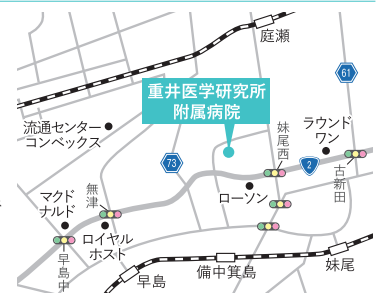 庭瀬
61
重井医学研究所
附属病院
流通センター
コンベックス
ラウンド
ワン
妹尾西
73
2
古新田
マクド
ナルド
無津
ローソン
ロイヤル
ホスト
早島中
早島
備中箕島
妹尾